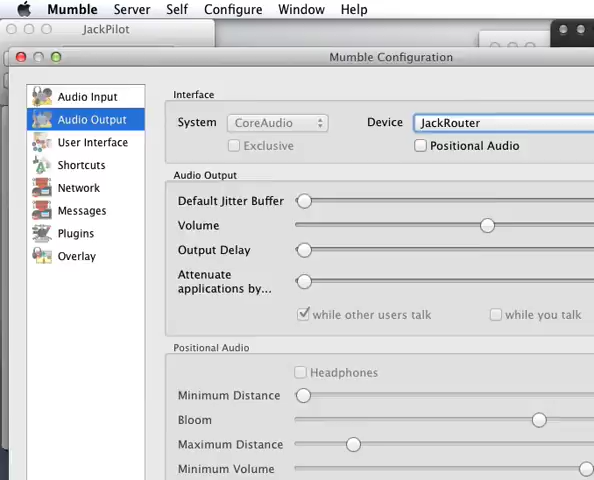 Mumble Server Self Configure Window Help
JackPilot
Mumble Configuration
Audio Input
Audio Output
User Interface
Shortcuts
Network
Messages
Plugins
Overlay
Interface
System CoreAudio Device JackRouter
Exclusive Positional Audio
Audio Output
Default Jitter Buffer
Volume
Output Delay
Attenuate
applications by...
while other users talk while you talk
Positional Audio
Headphones
Minimum Distance
Bloom
Maximum Distance
Minimum Volume